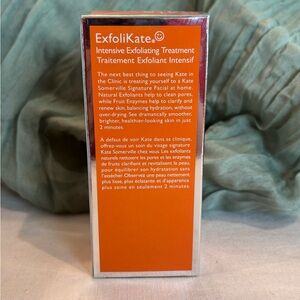 ExfoliKate®
Intensive Exfoliating Treatment
Traitement Exfoliant Intensif
The next best thing to seeing Kate in
the Clinic is treating yourself to a Kate
Somerville Signature Facial at home.
Natural Exfoliants help to clean pores,
while Fruit Enzymes help to clarify and
renew skin, balancing hydration, without
over-drying. See dramatically smoother,
brighter, healthier-looking skin in just
2 minutes.
A défaut de voir Kate dans sa clinique,
offrez-vous un soin du visage signature
Kate Somerville chez vous. Les exfoliants
naturels nettoient les pores et les enzymes
de fruits clarifient et revitalisent la peau,
pour équilibrer son hydratation sans
l'assécher. Observez une peau nettement
plus lisse, plus éclatante et d'apparence
plus saine en seulement 2 minutes.